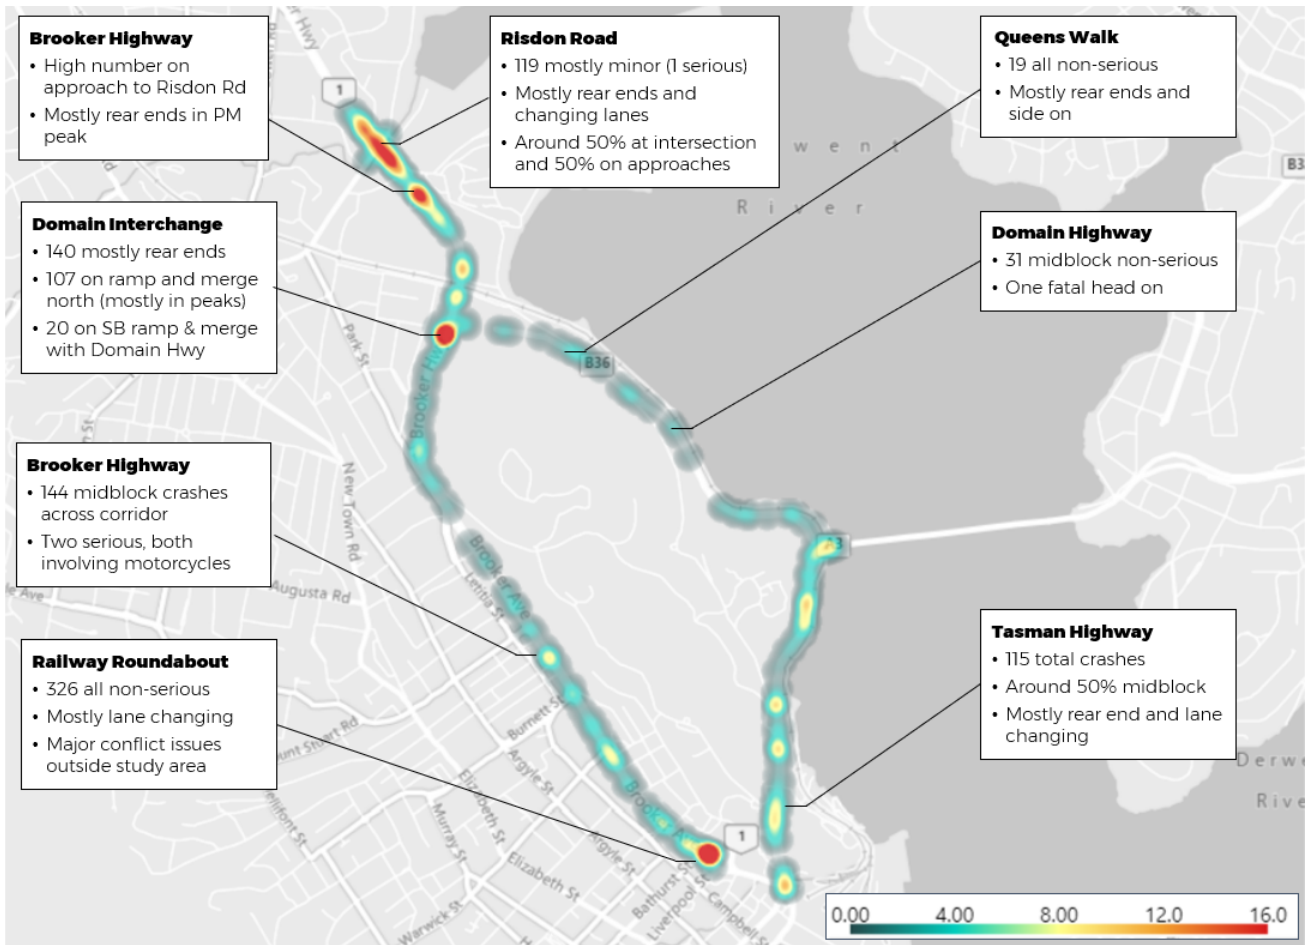 Brooker Highway
• High number on
approach to Risdon Rd
• Mostly rear ends in PM
peak
Risdon Road
• 119 mostly minor (1 serious)
• Mostly rear ends and
changing lanes
• Around 50% at intersection
and 50% on approaches
Queens Walk
• 19 all non-serious
• Mostly rear ends and
side on
Domain Interchange
• 140 mostly rear ends
• 107 on ramp and merge
north (mostly in peaks)
• 20 on SB ramp & merge
with Domain Hwy
Domain Highway
• 31 midblock non-serious
• One fatal head on
Brooker Highway
• 144 midblock crashes
across corridor
• Two serious, both
involving motorcycles
Railway Roundabout
• 326 all non-serious
• Mostly lane changing
• Major conflict issues
outside study area
Tasman Highway
• 115 total crashes
• Around 50% midblock
• Mostly rear end and lane
changing
1
went
River
B36
A3
Park St
Brooker Hwy
New Town Rd
Augusta Rd
Brooker Ave
Letitia St
Burnett St
Argyle St
Elizabeth St
Murray St
Argyle St
Elizabeth St
Warwick St
Bathurst St
Liverpool St
Campbell St
1
Derwe
Rive
0.00 4.00 8.00 12.0 16.0